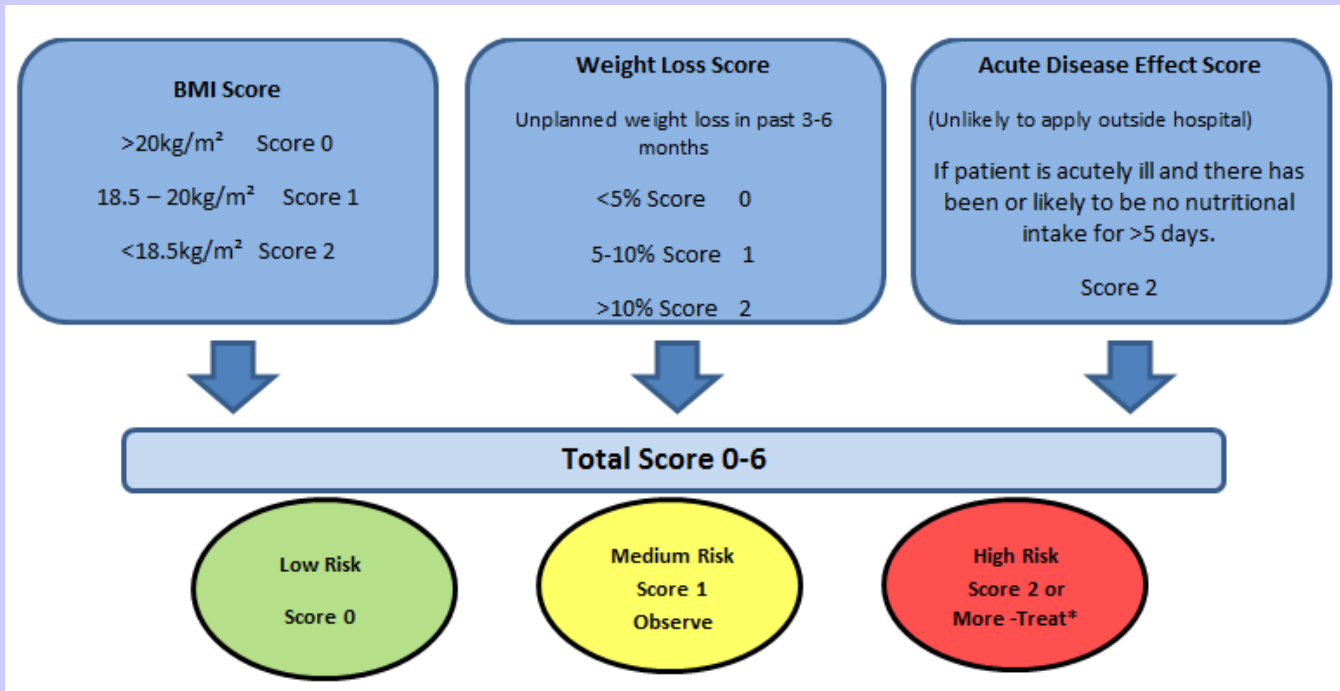 BMI Score
>20kg/m² Score 0
18.5 – 20kg/m² Score 1
<18.5kg/m² Score 2
Weight Loss Score
Unplanned weight loss in past 3-6
months
<5% Score 0
5-10% Score 1
>10% Score 2
Acute Disease Effect Score
(Unlikely to apply outside hospital)
If patient is acutely ill and there has
been or likely to be no nutritional
intake for >5 days.
Score 2
Total Score 0-6
Low Risk
Score 0
Medium Risk
Score 1
Observe
High Risk
Score 2 or
More -Treat*